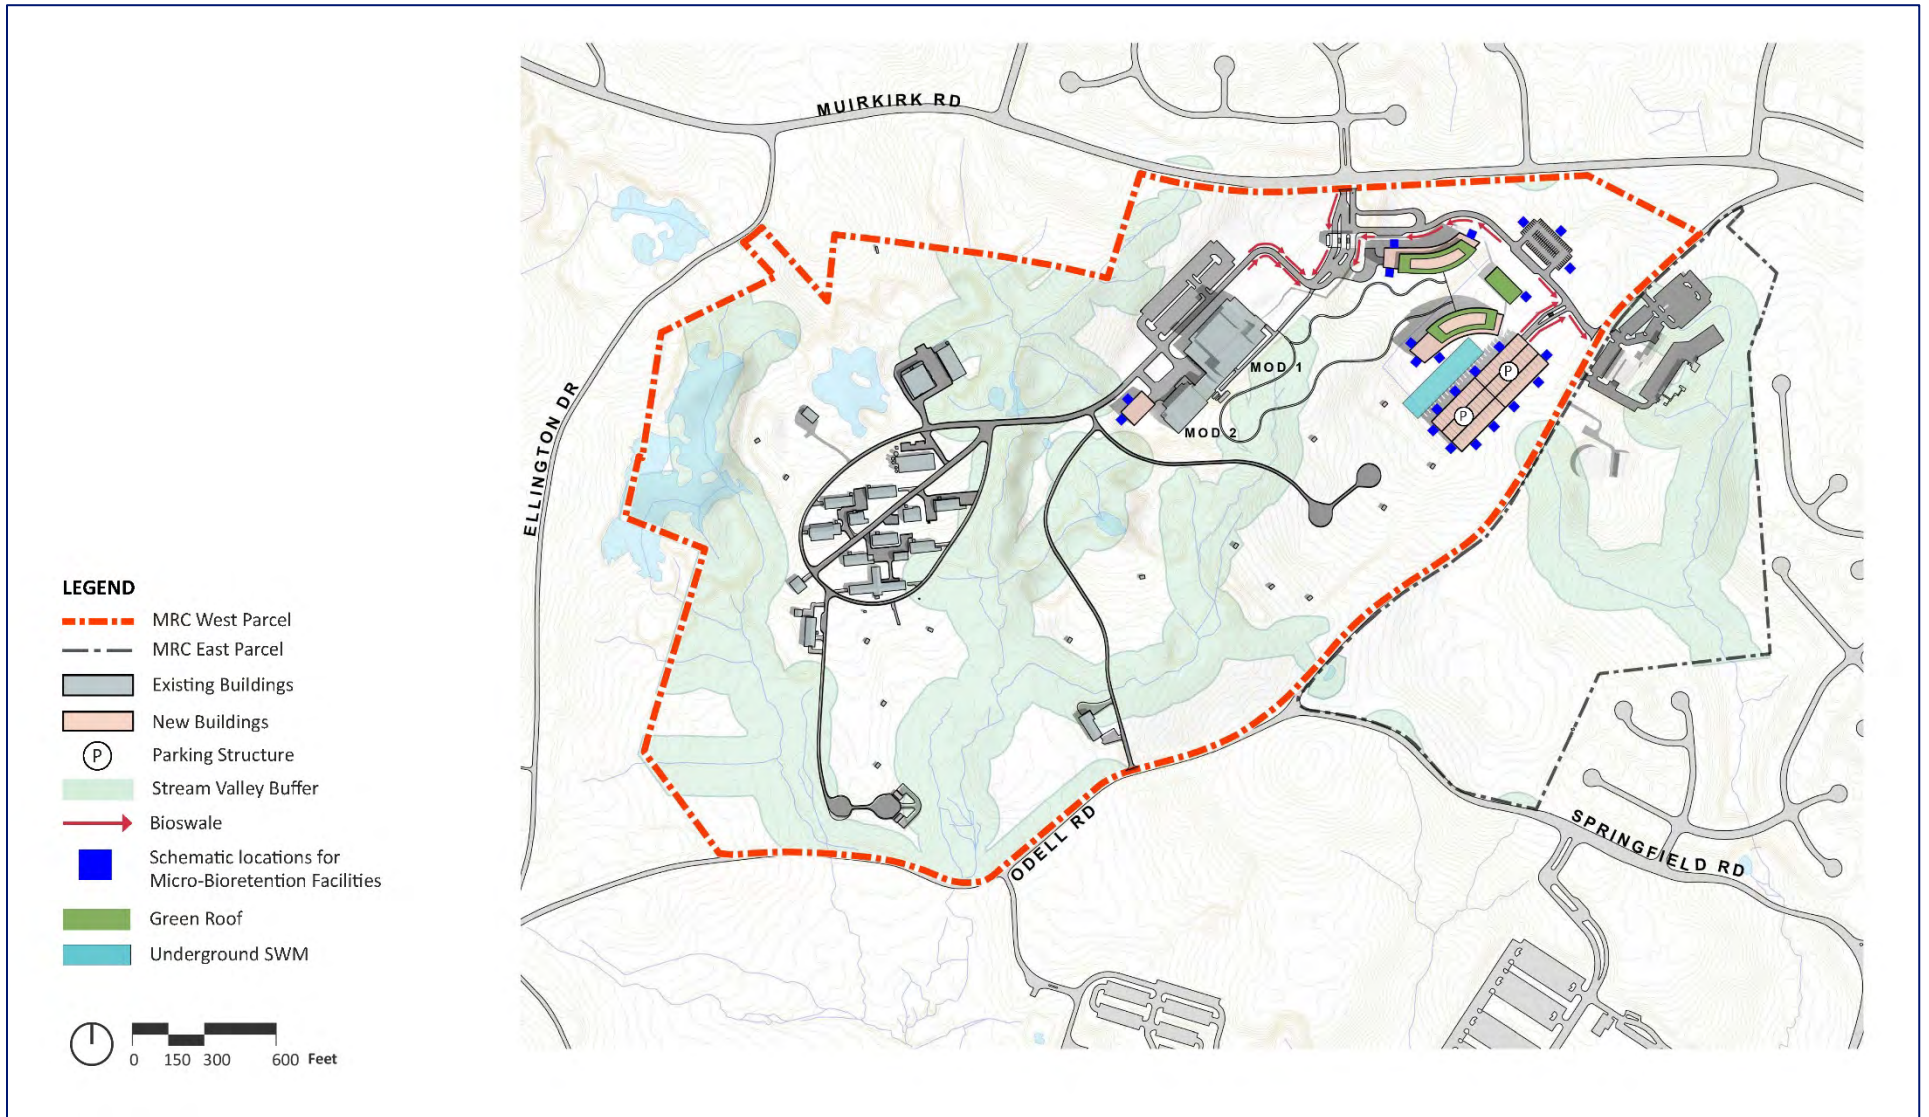 MUIRKIRK RD
MOD 1
MOD 2
ELLINGTON DR
P
P
ODELL RD
SPRINGFIELD RD
LEGEND
MRC West Parcel
MRC East Parcel
Existing Buildings
New Buildings
P
Parking Structure
Stream Valley Buffer
Bioswale
Schematic locations for
Micro-Bioretention Facilities
Green Roof
Underground SWM
0 150 300 600 Feet